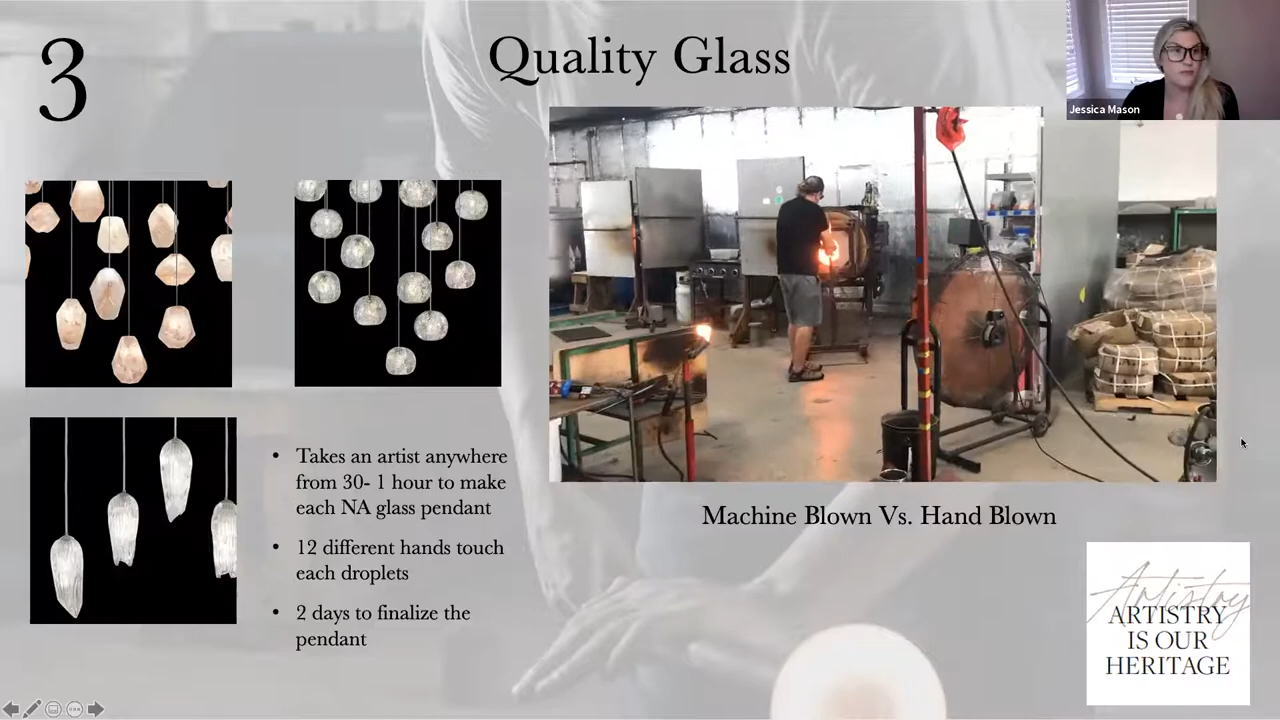 3
Quality Glass
Jessica Mason
• Takes an artist anywhere
from 30- 1 hour to make
each NA glass pendant
• 12 different hands touch
each droplets
• 2 days to finalize the
pendant
Machine Blown Vs. Hand Blown
Artistry
ARTISTRY
IS OUR
HERITAGE